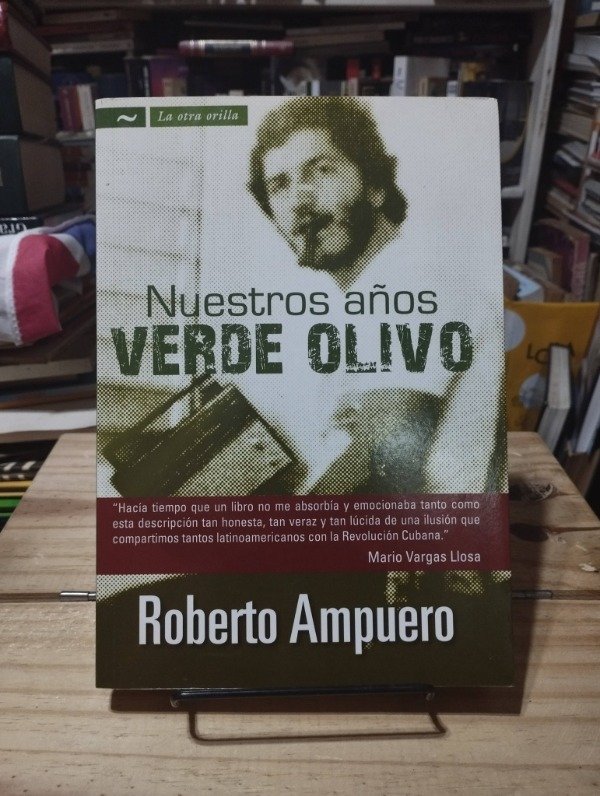 La otra orilla
Nuestros años
VERDE OLIVO
“Hacía tiempo que un libro no me absorbía y emocionaba tanto como
esta descripción tan honesta, tan veraz y tan lúcida de una ilusión que
compartimos tantos latinoamericanos con la Revolución Cubana.”
Mario Vargas Llosa
Roberto Ampuero